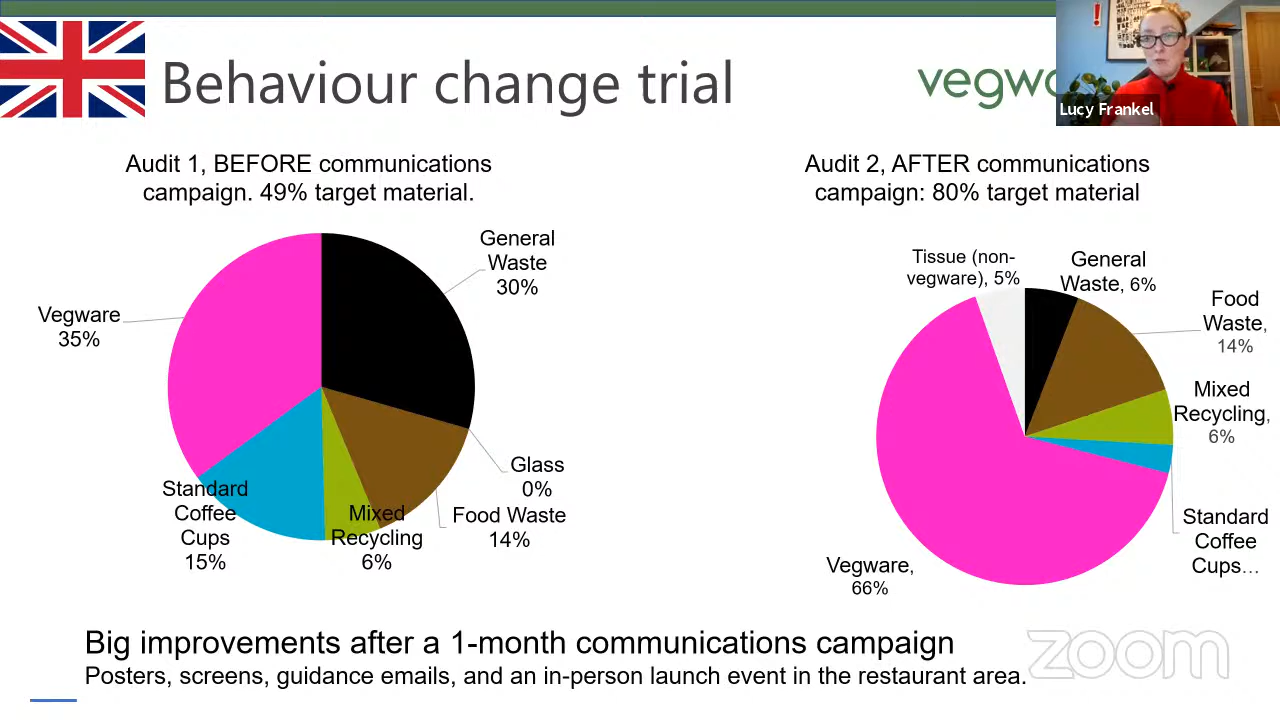 Behaviour change trial
Lucy Frankel
Audit 1, BEFORE communications
campaign. 49% target material.
General
Waste
30%
Vegware
35%
Glass
0%
Food Waste
14%
Mixed
Recycling
6%
Standard
Coffee
Cups
15%
Audit 2, AFTER communications
campaign: 80% target material
Tissue (non-
vegware), 5%
General
Waste, 6%
Food
Waste,
14%
Mixed
Recycling,
6%
Standard
Coffee
Cups...
Vegware,
66%
Big improvements after a 1-month communications campaign
Posters, screens, guidance emails, and an in-person launch event in the restaurant area.
zoom